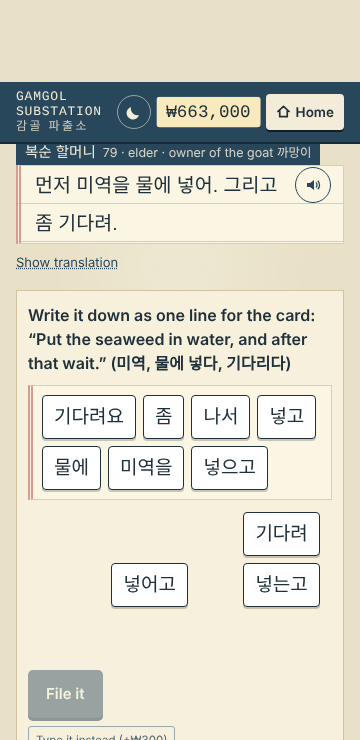 GAMGOL
SUBSTATION
감골 파출소
₩663,000
Home
복순 할머니 79 · elder · owner of the goat 까망이
먼저 미역을 물에 넣어. 그리고
좀 기다려.
Show translation
Write it down as one line for the card:
“Put the seaweed in water, and after
that wait.” (미역, 물에 넣다, 기다리다)
기다려요 좀 나서 넣고
물에 미역을 넣으고
기다려
넣어고 넣는고
File it
Type it instead (+₩300)